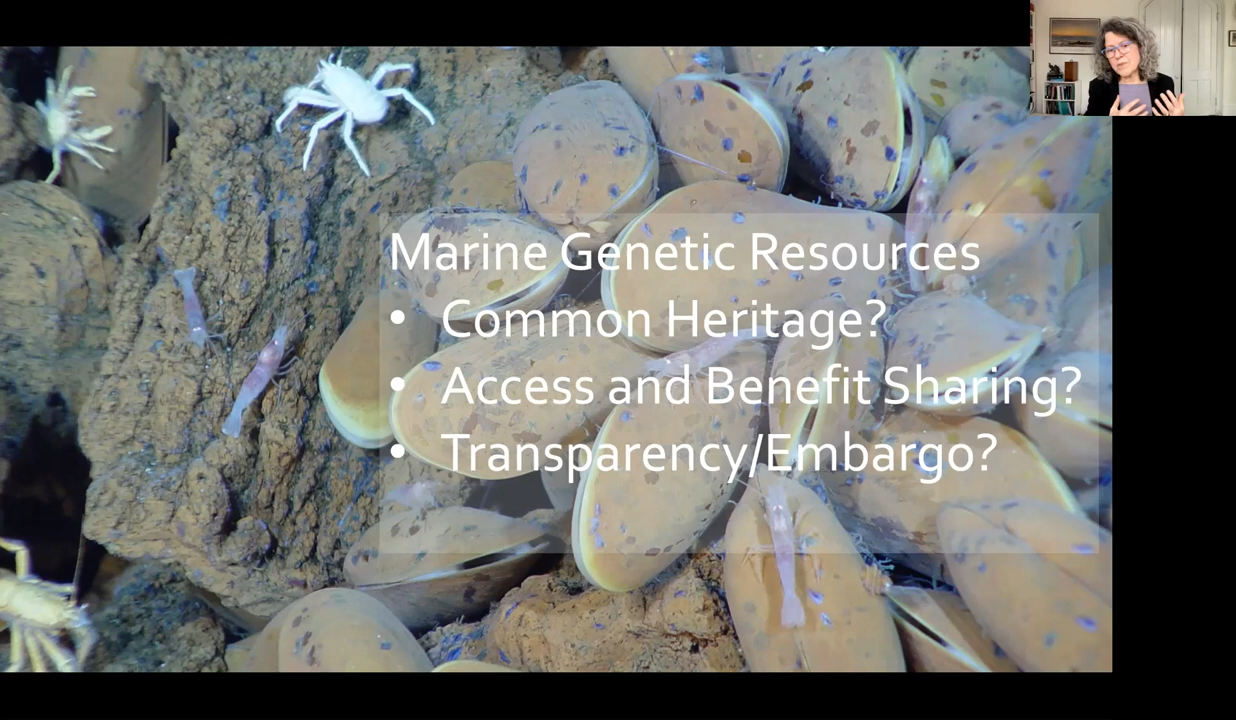 Marine Genetic Resources
• Common Heritage?
• Access and Benefit Sharing?
• Transparency/Embargo?